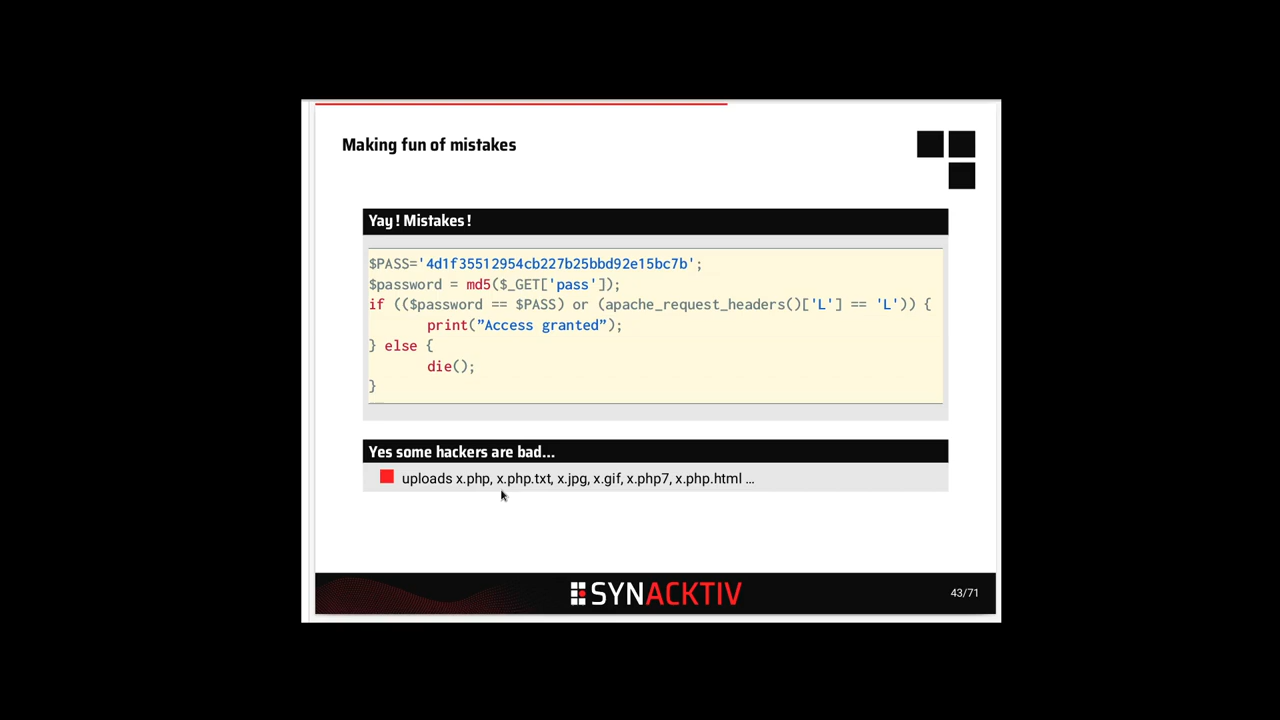 Making fun of mistakes
Yay ! Mistakes !
$PASS='4d1f35512954cb227b25bbd92e15bc7b';
$password = md5($_GET['pass']);
if (($password == $PASS) or (apache_request_headers()['L'] == 'L')) {
print(”Access granted”);
} else {
die();
}
Yes some hackers are bad...
uploads x.php, x.php.txt, x.jpg, x.gif, x.php7, x.php.html ...
SYNACKTIV
43/71